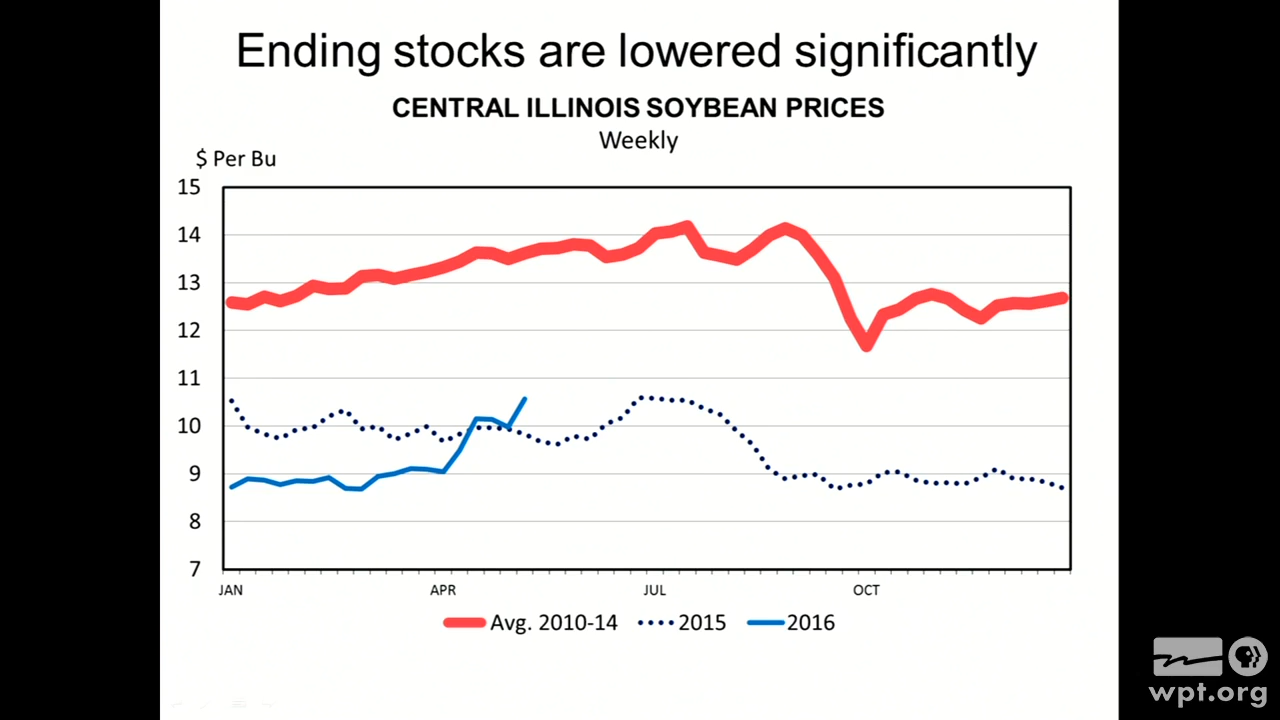 Ending stocks are lowered significantly
CENTRAL ILLINOIS SOYBEAN PRICES
Weekly
$ Per Bu
15
14
13
12
11
10
9
8
7
JAN APR JUL OCT
Avg. 2010-14 2015 2016
wpt.org